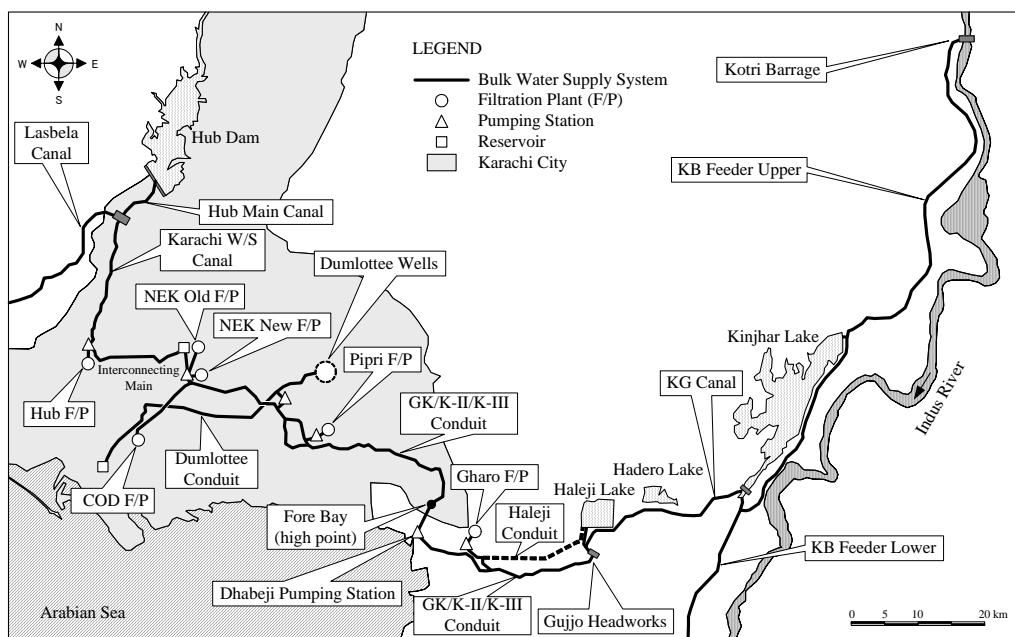 N
W
E
S
LEGEND
Bulk Water Supply System
Filtration Plant (F/P)
Pumping Station
Reservoir
Karachi City
Kotri Barrage
Lasbela
Canal
Hub Dam
KB Feeder Upper
Hub Main Canal
Karachi W/S
Canal
Dumlottee Wells
NEK Old F/P
NEK New F/P
Kinjhar Lake
Pipri F/P
Interconnecting
Main
KG Canal
Indus River
Hub F/P
GK/K-II/K-III
Conduit
Dumlottee
Conduit
Gharo F/P
Hadero Lake
Haleji Lake
COD F/P
Fore Bay
(high point)
Haleji
Conduit
KB Feeder Lower
Dhabeji Pumping Station
GK/K-II/K-III
Conduit
Gujjo Headworks
Arabian Sea
0 5 10 20 km